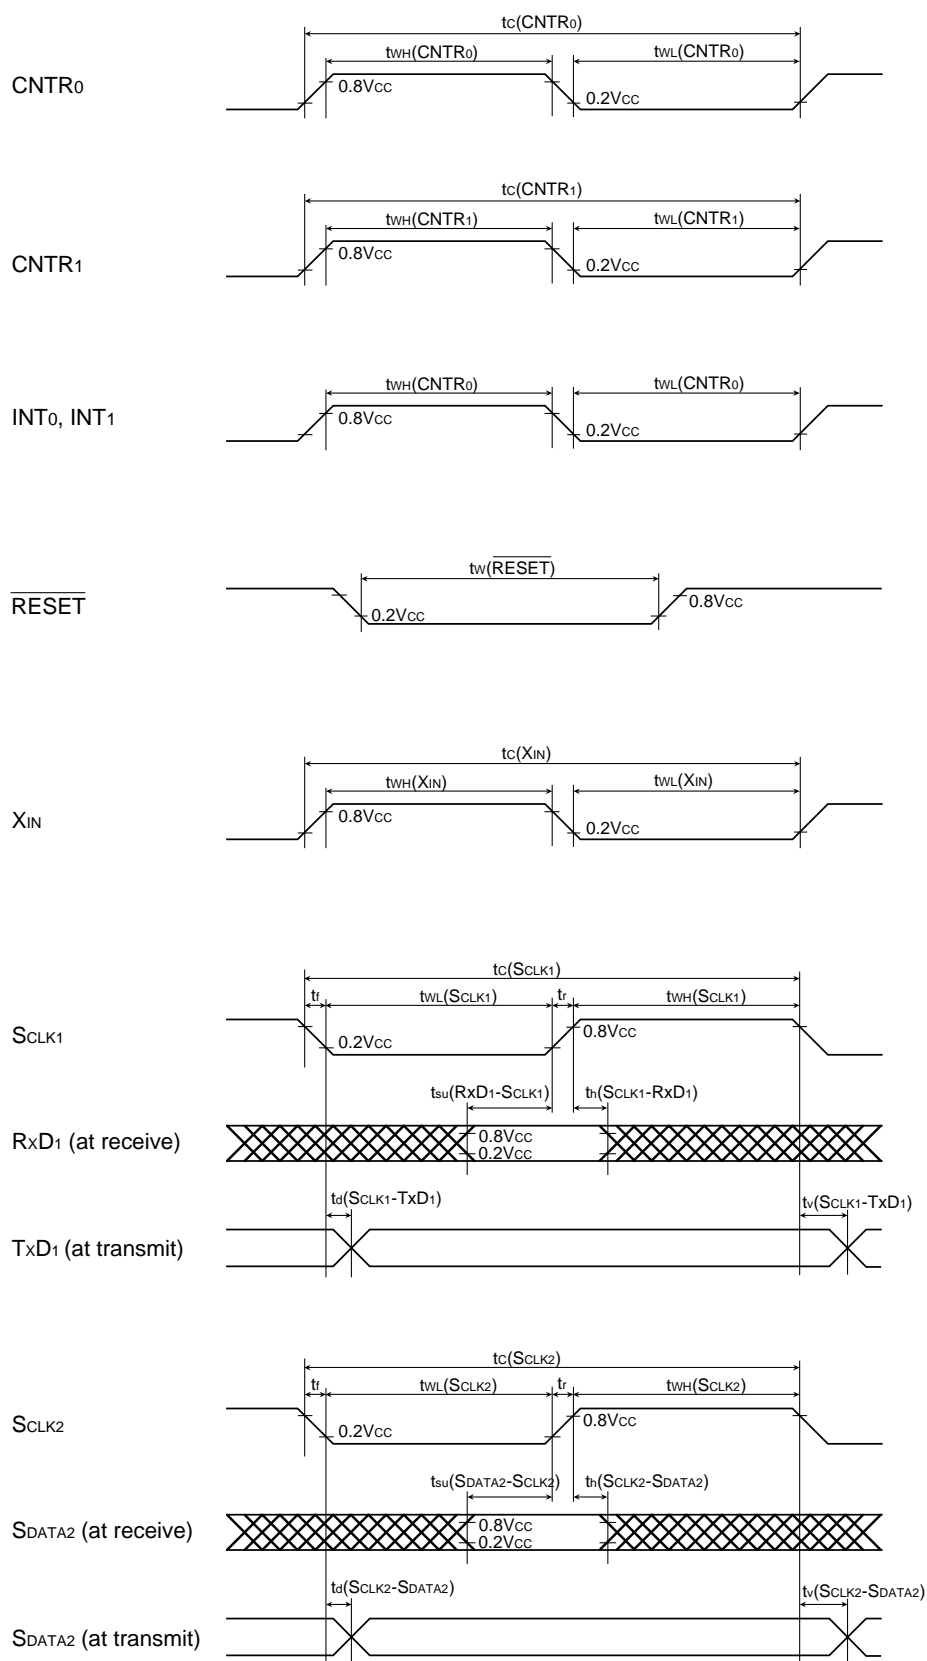 tC(CNTR0)
tWH(CNTR0) tWL(CNTR0)
CNTR0 0.8VCC 0.2VCC
tC(CNTR1)
tWH(CNTR1) tWL(CNTR1)
CNTR1 0.8VCC 0.2VCC
tWH(CNTR0) tWL(CNTR0)
INT0, INT1 0.8VCC 0.2VCC
tW(RESET)
RESET 0.2VCC 0.8VCC
tC(XIN)
tWH(XIN) tWL(XIN)
XIN 0.8VCC 0.2VCC
tC(SCLK1)
tf tWL(SCLK1) tr tWH(SCLK1)
SCLK1 0.2VCC 0.8VCC
tsu(RxD1-SCLK1) th(SCLK1-RxD1)
RXD1 (at receive) 0.8VCC
0.2VCC
td(SCLK1-TxD1) tv(SCLK1-TxD1)
TXD1 (at transmit)
tC(SCLK2)
tf tWL(SCLK2) tr tWH(SCLK2)
SCLK2 0.2VCC 0.8VCC
tsu(SDATA2-SCLK2) th(SCLK2-SDATA2)
SDATA2 (at receive) 0.8VCC
0.2VCC
td(SCLK2-SDATA2) tv(SCLK2-SDATA2)
SDATA2 (at transmit)